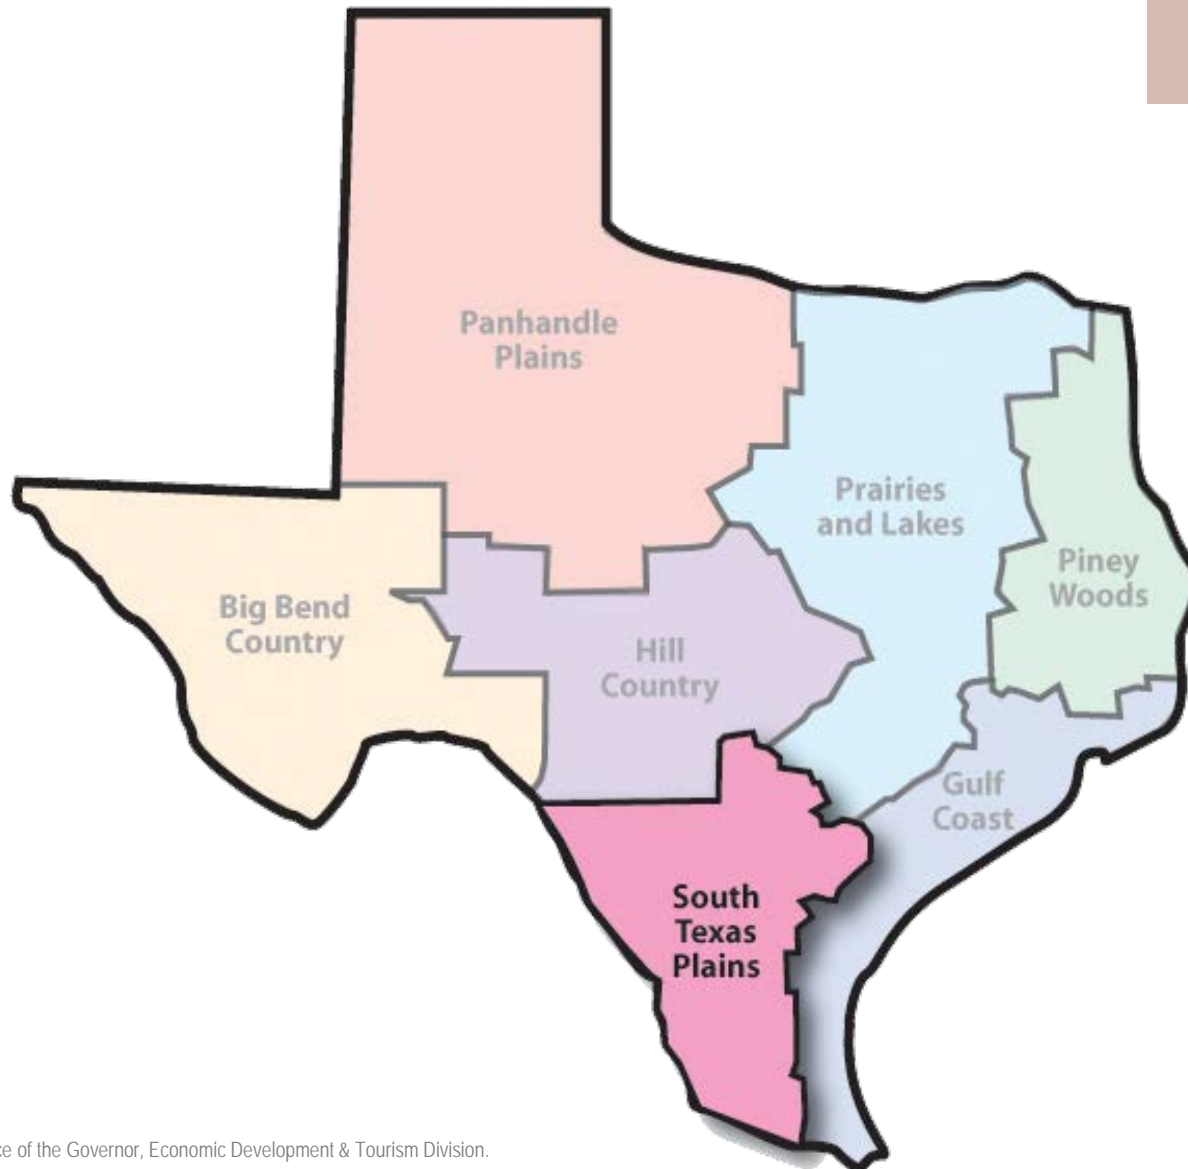 Panhandle
Plains
Prairies
and Lakes
Piney
Woods
Big Bend
Country
Hill
Country
Gulf
Coast
South
Texas
Plains
of the Governor, Economic Development & Tourism Division.